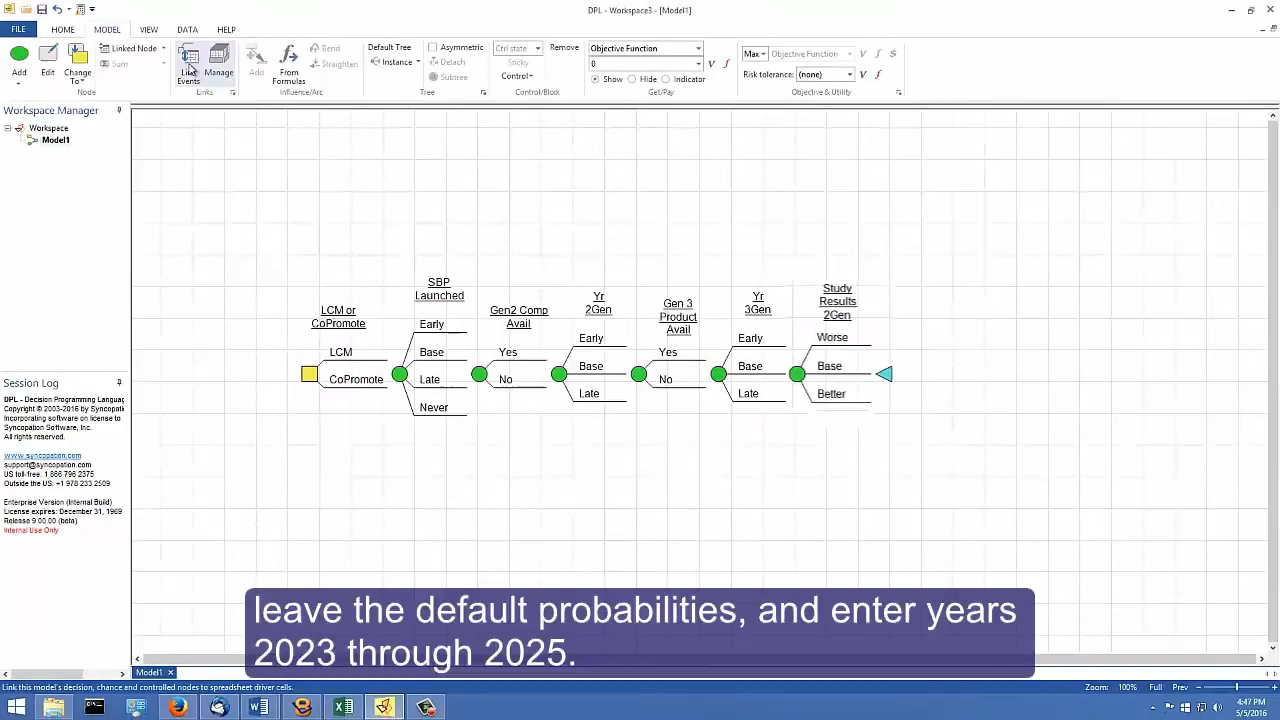 DPL - Workspace3 - [Model1]
FILE
HOME
MODEL
VIEW
DATA
HELP
Add
Edit
Change
To
Linked Node
Sum
Node
Link
Events
Manage
Links
Add
From
Formulas
Bend
Straighten
Influence/Arc
Default Tree
Instance
Asymmetric
Detach
Subtree
Tree
Ctrl state
Sticky
Control
Remove
Control/Block
Objective Function
0
Show
Hide
Indicator
Get/Pay
Max
Objective Function
Risk tolerance:
(none)
Objective & Utility
Workspace Manager
Workspace
Model1
Session Log
DPL - Decision Programming Languag
Copyright © 2003-2016 by Syncopati
Incorporating software on license to
Syncopation Software, Inc.
All rights reserved.
www.syncopation.com
support@syncopation.com
US toll-free: 1 866 796 2375
Outside the US: +1 978 233 2509
Enterprise Version (Internal Build)
License expires: December 31, 1969
Release 9.00.00 (beta)
Internal Use Only
LCM or
CoPromote
LCM
CoPromote
SBP
Launched
Early
Base
Late
Never
Gen2 Comp
Avail
Yes
No
Yr
2Gen
Early
Base
Late
Gen 3
Product
Avail
Yes
No
Yr
3Gen
Early
Base
Late
Study
Results
2Gen
Worse
Base
Better
leave the default probabilities, and enter years
2023 through 2025.
Model1
Link this model's decision, chance and controlled nodes to spreadsheet driver cells.
Zoom: 100% Full Prev
4:47 PM
5/5/2016